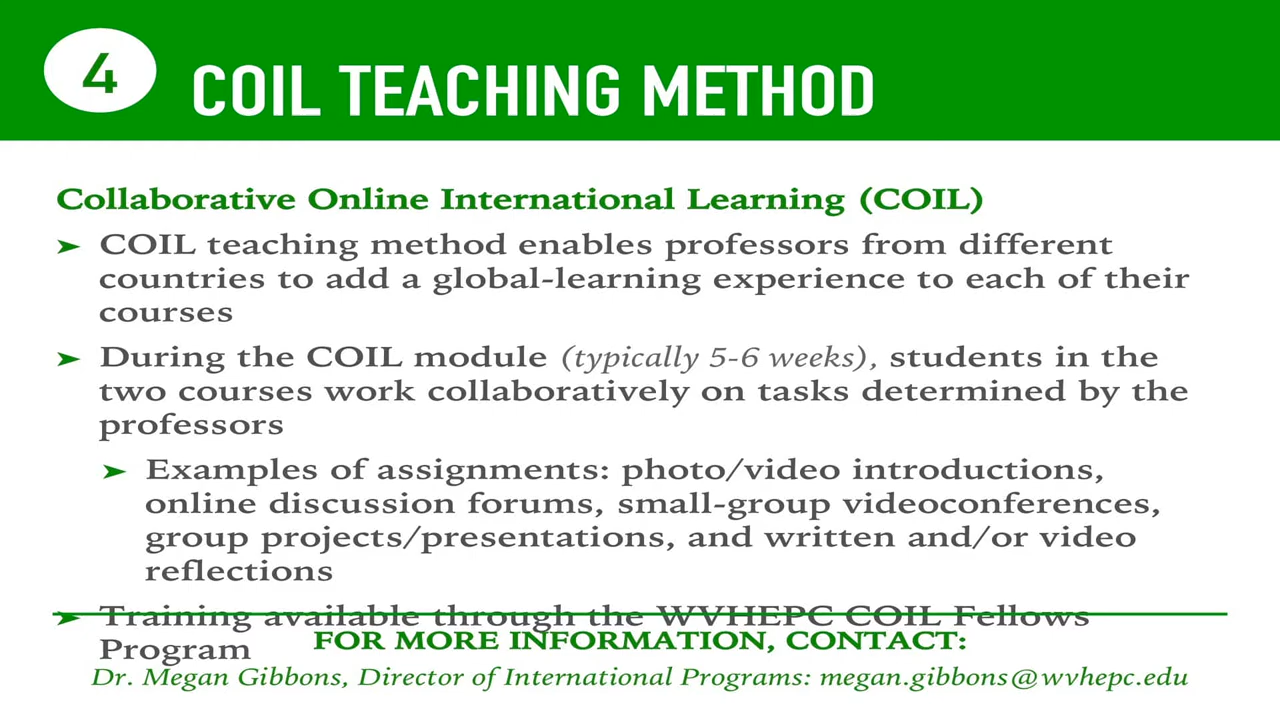 4
COIL TEACHING METHOD
Collaborative Online International Learning (COIL)
➤ COIL teaching method enables professors from different
countries to add a global-learning experience to each of their
courses
➤ During the COIL module (typically 5-6 weeks), students in the
two courses work collaboratively on tasks determined by the
professors
➤ Examples of assignments: photo/video introductions,
online discussion forums, small-group videoconferences,
group projects/presentations, and written and/or video
reflections
➤ Training available through the WVHEPC COIL Fellows
Program
FOR MORE INFORMATION, CONTACT:
Dr. Megan Gibbons, Director of International Programs: megan.gibbons@wvhepc.edu